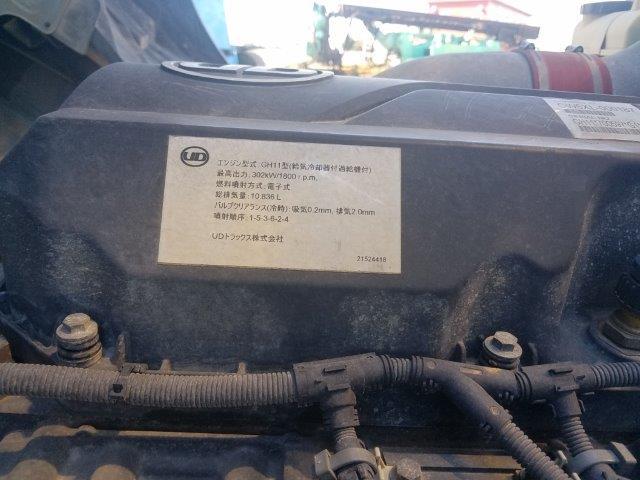 UD
エンジン型式:GH11型(給気冷却器付過給機付)
最高出力:302kW/1800r.p.m.
燃料噴射方式:電子式
総排気量:10.836L
バルブクリアランス(冷時):吸気0.2mm, 排気2.0mm
噴射順序:1-5-3-6-2-4
UDトラックス株式会社
21524418